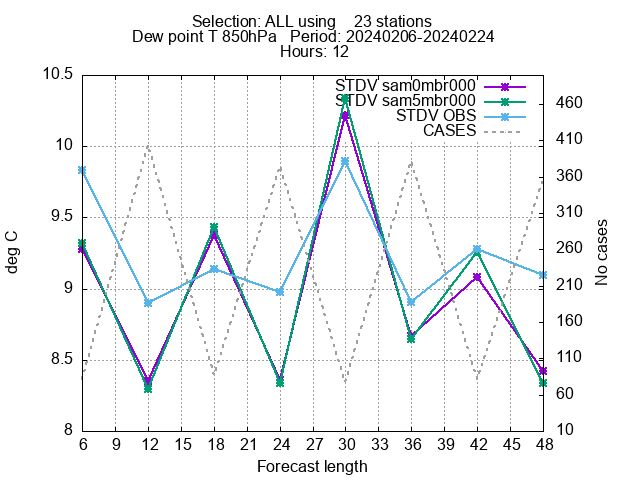 Selection: ALL using    23 stations
Dew point T 850hPa   Period: 20240206-20240224
Hours: 12
STDV sam0mbr000
STDV sam5mbr000
STDV OBS
CASES
10.5
10
9.5
9
8.5
8
deg C
460
410
360
310
260
210
160
110
60
10
No cases
6 9 12 15 18 21 24 27 30 33 36 39 42 45 48
Forecast length